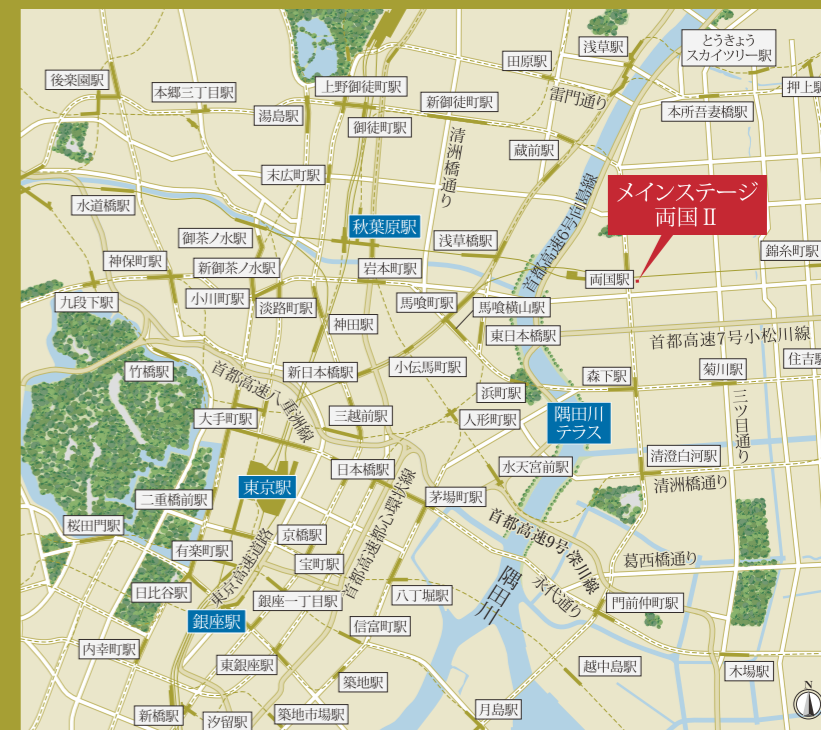 浅草駅
とうきょう
スカイツリー駅
田原駅
後楽園駅
本郷三丁目駅
上野御徒町駅
新御徒町駅
雷門通り
押上駅
湯島駅
御徒町駅
本所吾妻橋駅
清洲橋通り
蔵前駅
末広町駅
首都高速6号向島線
メインステージ
両国Ⅱ
水道橋駅
秋葉原駅
御茶ノ水駅
浅草橋駅
錦糸町駅
神保町駅
新御茶ノ水駅
岩本町駅
両国駅
九段下駅
小川町駅
淡路町駅
馬喰町駅
馬喰横山駅
神田駅
東日本橋駅
首都高速7号小松川線
竹橋駅
首都高速八重洲線
新日本橋駅
小伝馬町駅
森下駅
菊川駅
住吉駅
浜町駅
三ツ目通り
大手町駅
三越前駅
人形町駅
隅田川
テラス
日本橋駅
水天宮前駅
清澄白河駅
東京駅
清洲橋通り
二重橋前駅
茅場町駅
首都高速都心環状線
桜田門駅
京橋駅
首都高速9号深川線
有楽町駅
東京高速道路
宝町駅
葛西橋通り
日比谷駅
銀座一丁目駅
八丁堀駅
隅田川
永代通り
門前仲町駅
銀座駅
信富町駅
内幸町駅
東銀座駅
越中島駅
木場駅
築地駅
N
新橋駅
汐留駅
築地市場駅
月島駅